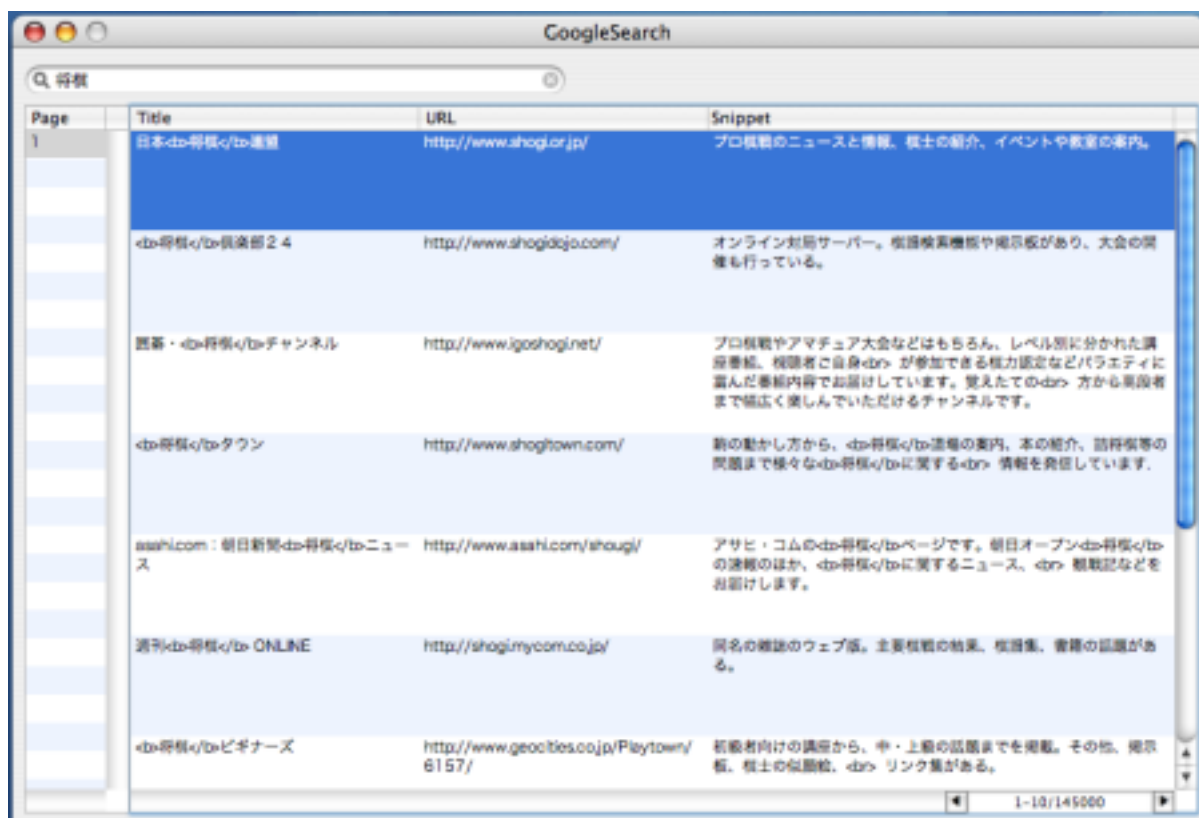 GoogleSearch
将棋
Page Title URL Snippet
1 日本<b>将棋</b>連盟 http://www.shogi.or.jp/ プロ棋戦のニュースと情報、棋士の紹介、イベントや教室の案内。
<b>将棋</b>倶楽部24 http://www.shogidojo.com/ オンライン対局サーバー。棋譜検索機能や掲示板があり、大会の開
催も行っている。
囲碁・<b>将棋</b>チャンネル http://www.igoshogi.net/ プロ棋戦やアマチュア大会などはもちろん、レベル別に分かれた講
座番組、視聴者ご自身<br> が参加できる棋力認定などバラエティに
富んだ番組内容でお届けしています。覚えたての<br> 方から高段者
まで幅広く楽しんでいただけるチャンネルです。
<b>将棋</b>タウン http://www.shogitown.com/ 駒の動かし方から、<b>将棋</b>道場の案内、本の紹介、詰将棋等の
問題まで様々な<b>将棋</b>に関する<br> 情報を発信しています.
asahi.com：朝日新聞<b>将棋</b>ニュー http://www.asahi.com/shougi/ アサヒ・コムの<b>将棋</b>ページです。朝日オープン<b>将棋</b>
ス の速報のほか、<b>将棋</b>に関するニュース、<br> 観戦記などを
お届けします。
週刊<b>将棋</b> ONLINE http://shogi.mycom.co.jp/ 同名の雑誌のウェブ版。主要棋戦の結果、棋譜集、書籍の話題があ
る。
<b>将棋</b>ビギナーズ http://www.geocities.co.jp/Playtown/ 初級者向けの講座から、中・上級の話題までを掲載。その他、掲示
6157/ 板、棋士の似顔絵、<br> リンク集がある。
1-10/145000